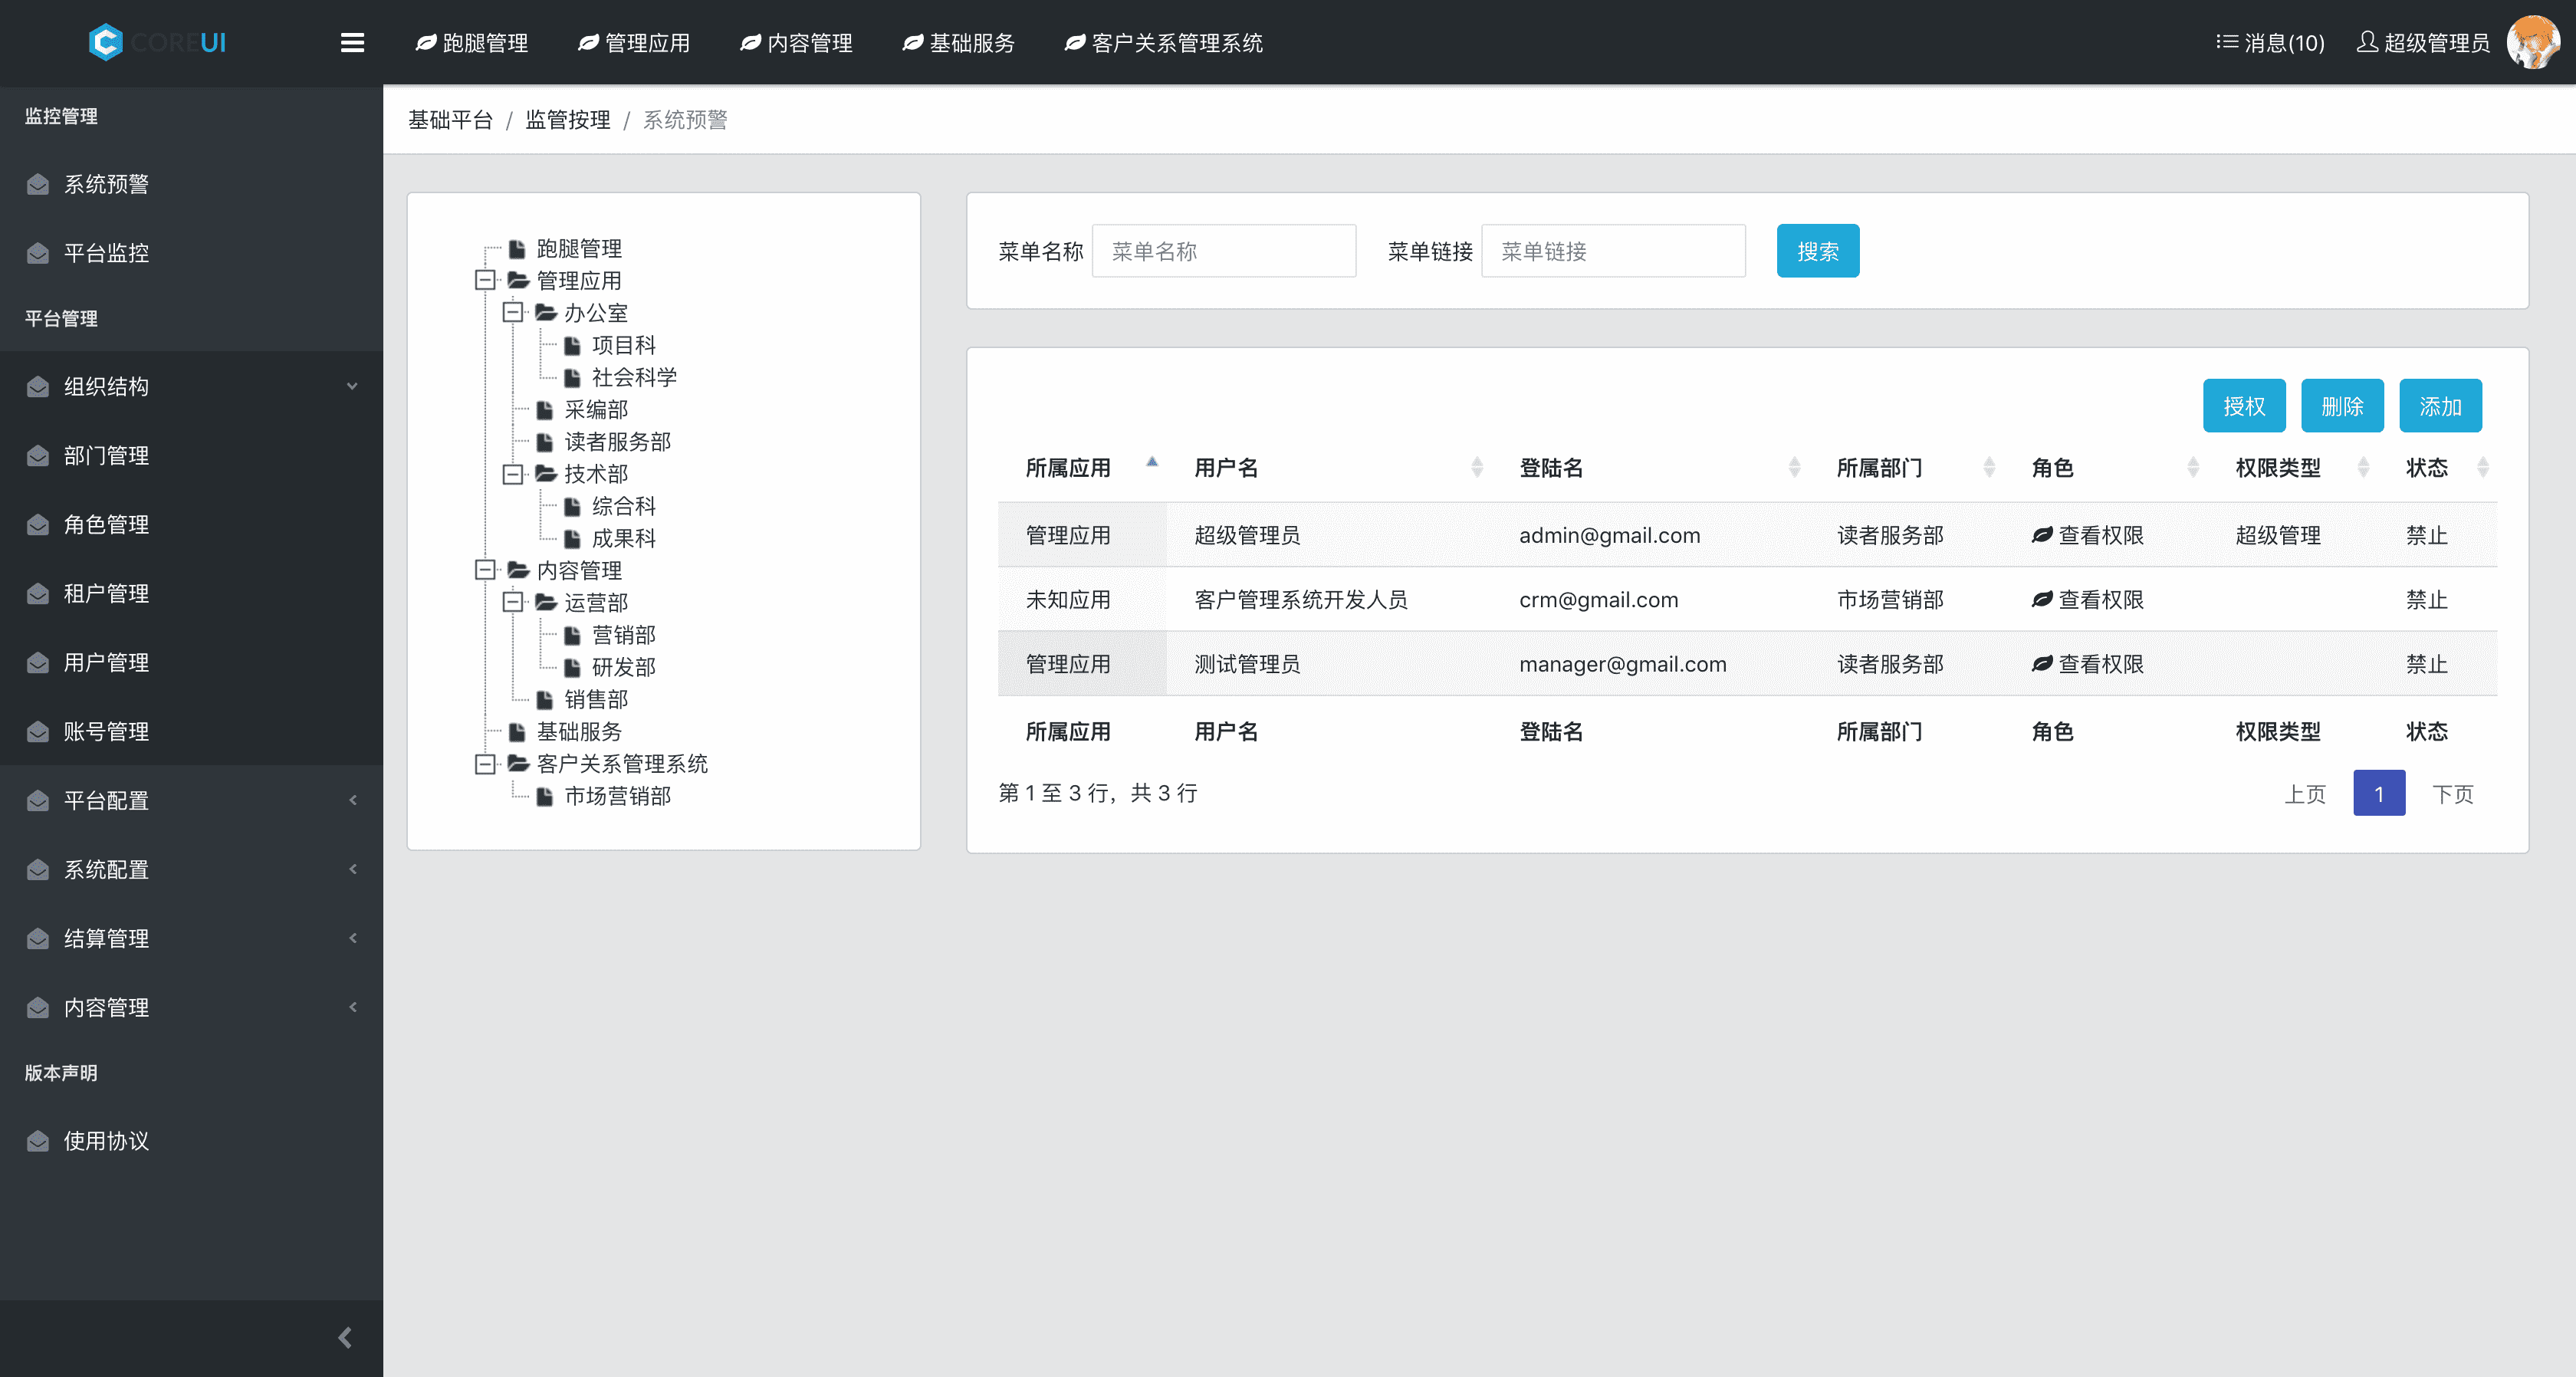 COREUI 跑腿管理 管理应用 内容管理 基础服务 客户关系管理系统 消息(10) 超级管理员
监控管理
系统预警
平台监控
平台管理
组织结构
部门管理
角色管理
租户管理
用户管理
账号管理
平台配置
系统配置
结算管理
内容管理
版本声明
使用协议
基础平台 / 监管按理 / 系统预警
跑腿管理
管理应用
办公室
项目科
社会科学
采编部
读者服务部
技术部
综合科
成果科
内容管理
运营部
营销部
研发部
销售部
基础服务
客户关系管理系统
市场营销部
菜单名称 菜单名称 菜单链接 菜单链接 搜索
授权 删除 添加
所属应用 用户名 登陆名 所属部门 角色 权限类型 状态
管理应用 超级管理员 admin@gmail.com 读者服务部 查看权限 超级管理 禁止
未知应用 客户管理系统开发人员 crm@gmail.com 市场营销部 查看权限 禁止
管理应用 测试管理员 manager@gmail.com 读者服务部 查看权限 禁止
所属应用 用户名 登陆名 所属部门 角色 权限类型 状态
第 1 至 3 行，共 3 行 上页 1 下页